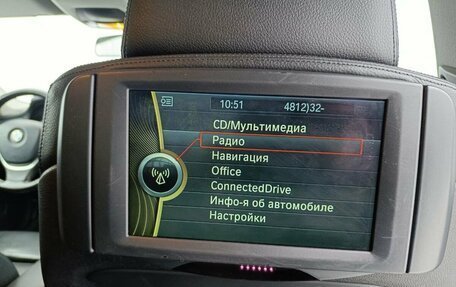 10:51 4812)32-
CD/Мультимедиа
Радио
Навигация
Office
ConnectedDrive
Инфо-я об автомобиле
Настройки